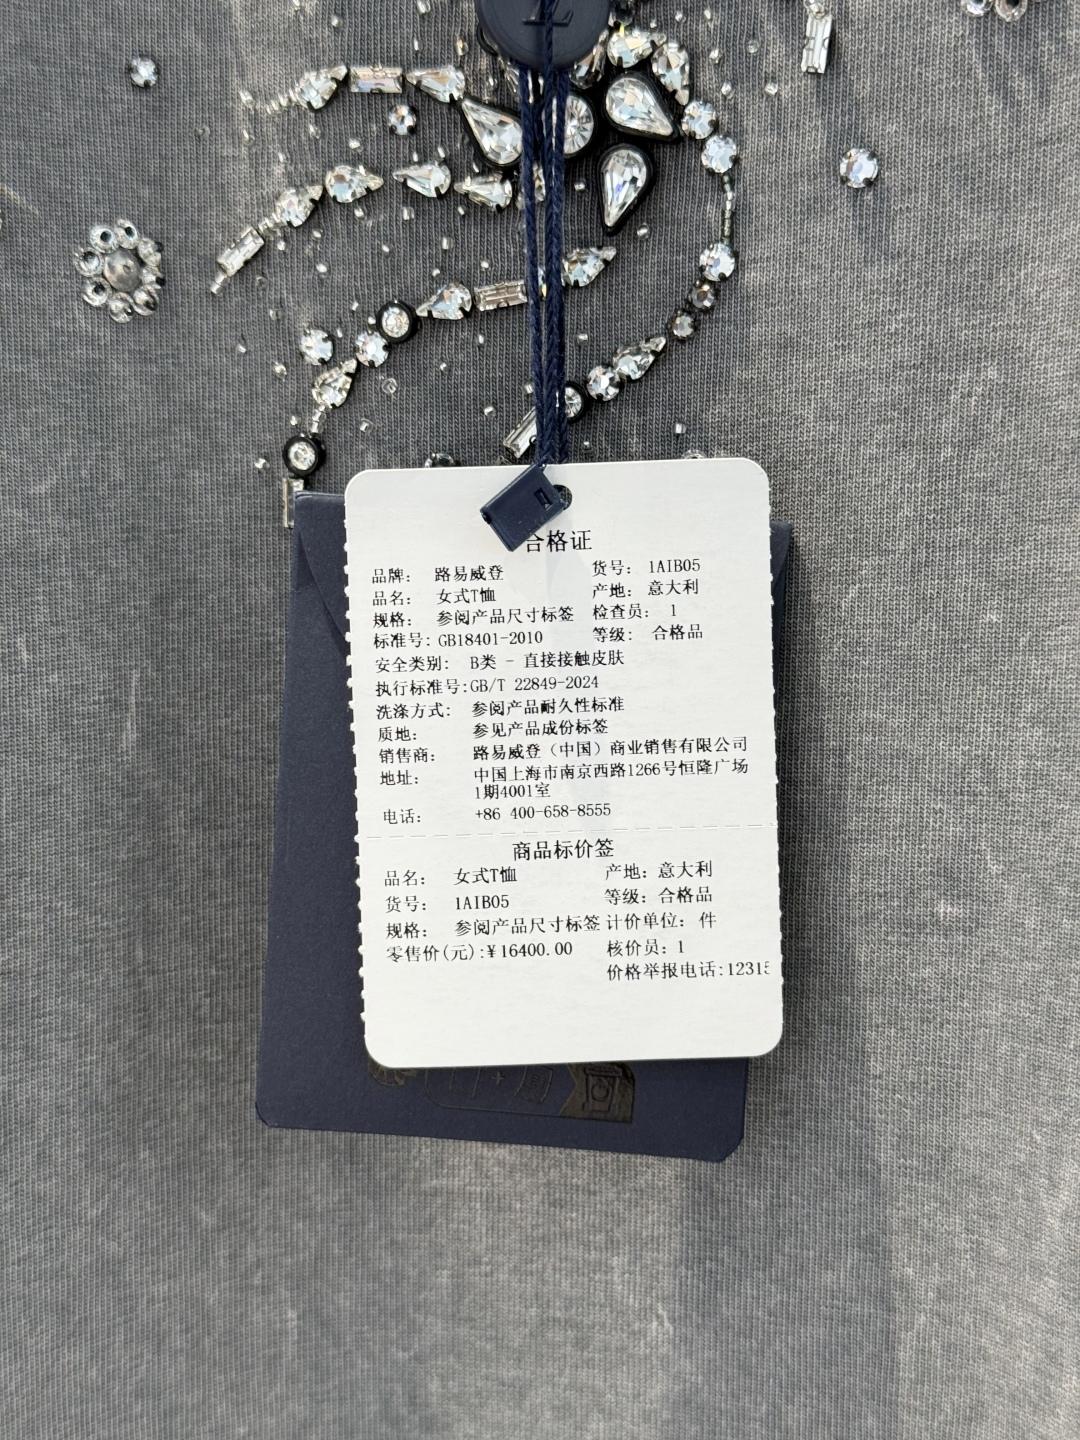 合格证
品牌: 路易威登 货号: 1AIB05
品名: 女式T恤 产地: 意大利
规格: 参阅产品尺寸标签 检查员: 1
标准号: GB18401-2010 等级: 合格品
安全类别: B类 - 直接接触皮肤
执行标准号:GB/T 22849-2024
洗涤方式: 参阅产品耐久性标准
质地: 参见产品成份标签
销售商: 路易威登（中国）商业销售有限公司
地址: 中国上海市南京西路1266号恒隆广场
1期4001室
电话: +86 400-658-8555
商品标价签
品名: 女式T恤 产地: 意大利
货号: 1AIB05 等级: 合格品
规格: 参阅产品尺寸标签 计价单位: 件
零售价(元):¥16400.00 核价员: 1
价格举报电话:12315